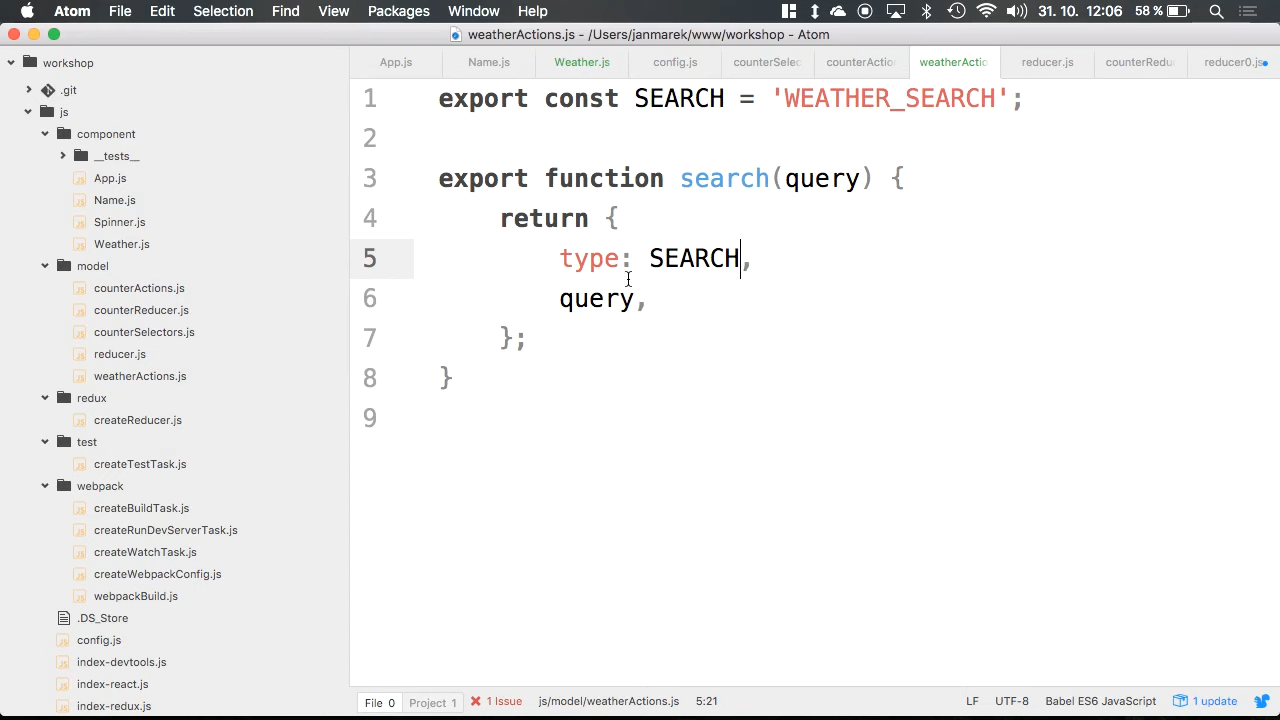 Atom File Edit Selection Find View Packages Window Help 31. 10. 12:06 58 %
weatherActions.js - /Users/janmarek/www/workshop - Atom
App.js Name.js Weather.js config.js counterSelec counterActio weatherActio reducer.js counterRedu reducer0.js
workshop
.git
js
component
__tests__
App.js
Name.js
Spinner.js
Weather.js
model
counterActions.js
counterReducer.js
counterSelectors.js
reducer.js
weatherActions.js
redux
createReducer.js
test
createTestTask.js
webpack
createBuildTask.js
createRunDevServerTask.js
createWatchTask.js
createWebpackConfig.js
webpackBuild.js
.DS_Store
config.js
index-devtools.js
index-react.js
index-redux.js
1 export const SEARCH = 'WEATHER_SEARCH';
2
3 export function search(query) {
4 return {
5 type: SEARCH,
6 query,
7 };
8 }
9
File 0 Project 1 1 Issue js/model/weatherActions.js 5:21 LF UTF-8 Babel ES6 JavaScript 1 update